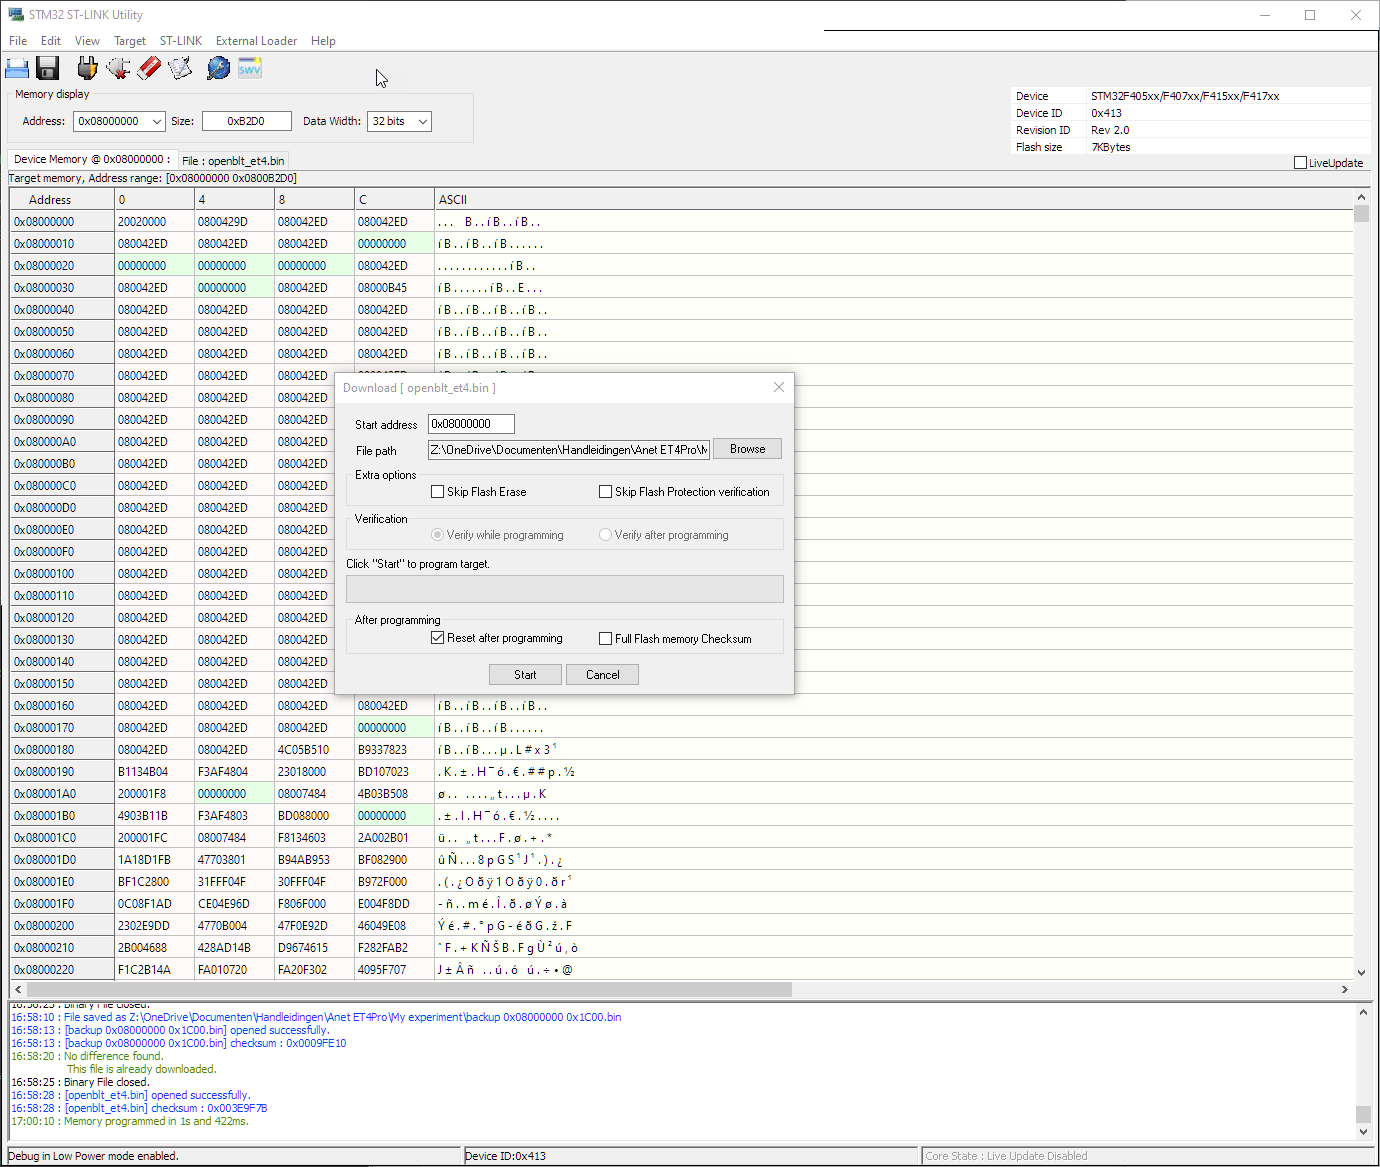 STM32 ST-LINK Utility
File Edit View Target ST-LINK External Loader Help
SWV
Memory display
Address: 0x08000000 Size: 0xB2D0 Data Width: 32 bits
Device STM32F405xx/F407xx/F415xx/F417xx
Device ID 0x413
Revision ID Rev 2.0
Flash size 7KBytes
LiveUpdate
Device Memory @ 0x08000000 : File : openblt_et4.bin
Target memory, Address range: [0x08000000 0x0800B2D0]
Address 0 4 8 C ASCII
0x08000000 20020000 0800429D 080042ED 080042ED ... B..íB..íB..
0x08000010 080042ED 080042ED 080042ED 00000000 íB..íB..íB......
0x08000020 00000000 00000000 00000000 080042ED ............íB..
0x08000030 080042ED 00000000 080042ED 08000B45 íB......íB..E...
0x08000040 080042ED 080042ED 080042ED 080042ED íB..íB..íB..íB..
0x08000050 080042ED 080042ED 080042ED 080042ED íB..íB..íB..íB..
0x08000060 080042ED 080042ED 080042ED 080042ED íB..íB..íB..íB..
0x08000070 080042ED 080042ED 080042ED
0x08000080 080042ED 080042ED 080042ED
0x08000090 080042ED 080042ED 080042ED
0x080000A0 080042ED 080042ED 080042ED
0x080000B0 080042ED 080042ED 080042ED
0x080000C0 080042ED 080042ED 080042ED
0x080000D0 080042ED 080042ED 080042ED
0x080000E0 080042ED 080042ED 080042ED
0x080000F0 080042ED 080042ED 080042ED
0x08000100 080042ED 080042ED 080042ED
0x08000110 080042ED 080042ED 080042ED
0x08000120 080042ED 080042ED 080042ED
0x08000130 080042ED 080042ED 080042ED
0x08000140 080042ED 080042ED 080042ED
0x08000150 080042ED 080042ED 080042ED
0x08000160 080042ED 080042ED 080042ED 080042ED íB..íB..íB..íB..
0x08000170 080042ED 080042ED 080042ED 00000000 íB..íB..íB......
0x08000180 080042ED 080042ED 4C05B510 B9337823 íB..íB...µ.L#x3¹
0x08000190 B1134B04 F3AF4804 23018000 BD107023 .K.±.H¯ó.€.##p.½
0x080001A0 200001F8 00000000 08007484 4B03B508 ø.. ....„t...µ.K
0x080001B0 4903B11B F3AF4803 BD088000 00000000 .±.I.H¯ó.€.½....
0x080001C0 200001FC 08007484 F8134603 2A002B01 ü.. „t...F.ø.+.*
0x080001D0 1A18D1FB 47703801 B94AB953 BF082900 ûÑ...8pGS¹J¹.).¿
0x080001E0 BF1C2800 31FFF04F 30FFF04F B972F000 .(.¿Oðÿ1Oðÿ0.ðr¹
0x080001F0 0C08F1AD CE04E96D F806F000 E004F8DD -ñ..mé.Î.ð.øÝø.à
0x08000200 2302E9DD 4770B004 47F0E92D 46049E08 Ýé.#.°pG-éðG.ž.F
0x08000210 2B004688 428AD14B D9674615 F282FAB2 ˆF.+KÑŠB.FgÙ²ú‚ò
0x08000220 F1C2B14A FA010720 FA20F302 4095F707 J±Âñ ..ú.ó ú.÷•@
Download [ openblt_et4.bin ]
Start address 0x08000000
File path Z:\OneDrive\Documenten\Handleidingen\Anet ET4Pro\M Browse
Extra options
Skip Flash Erase Skip Flash Protection verification
Verification
Verify while programming Verify after programming
Click "Start" to program target.
After programming
Reset after programming Full Flash memory Checksum
Start Cancel
16:58:25 : Binary File closed.
16:58:10 : File saved as Z:\OneDrive\Documenten\Handleidingen\Anet ET4Pro\My experiment\backup 0x08000000 0x1C00.bin
16:58:13 : [backup 0x08000000 0x1C00.bin] opened successfully.
16:58:13 : [backup 0x08000000 0x1C00.bin] checksum : 0x0009FE10
16:58:20 : No difference found.
This file is already downloaded.
16:58:25 : Binary File closed.
16:58:28 : [openblt_et4.bin] opened successfully.
16:58:28 : [openblt_et4.bin] checksum : 0x003E9F7B
17:00:10 : Memory programmed in 1s and 422ms.
Debug in Low Power mode enabled. Device ID:0x413 Core State : Live Update Disabled